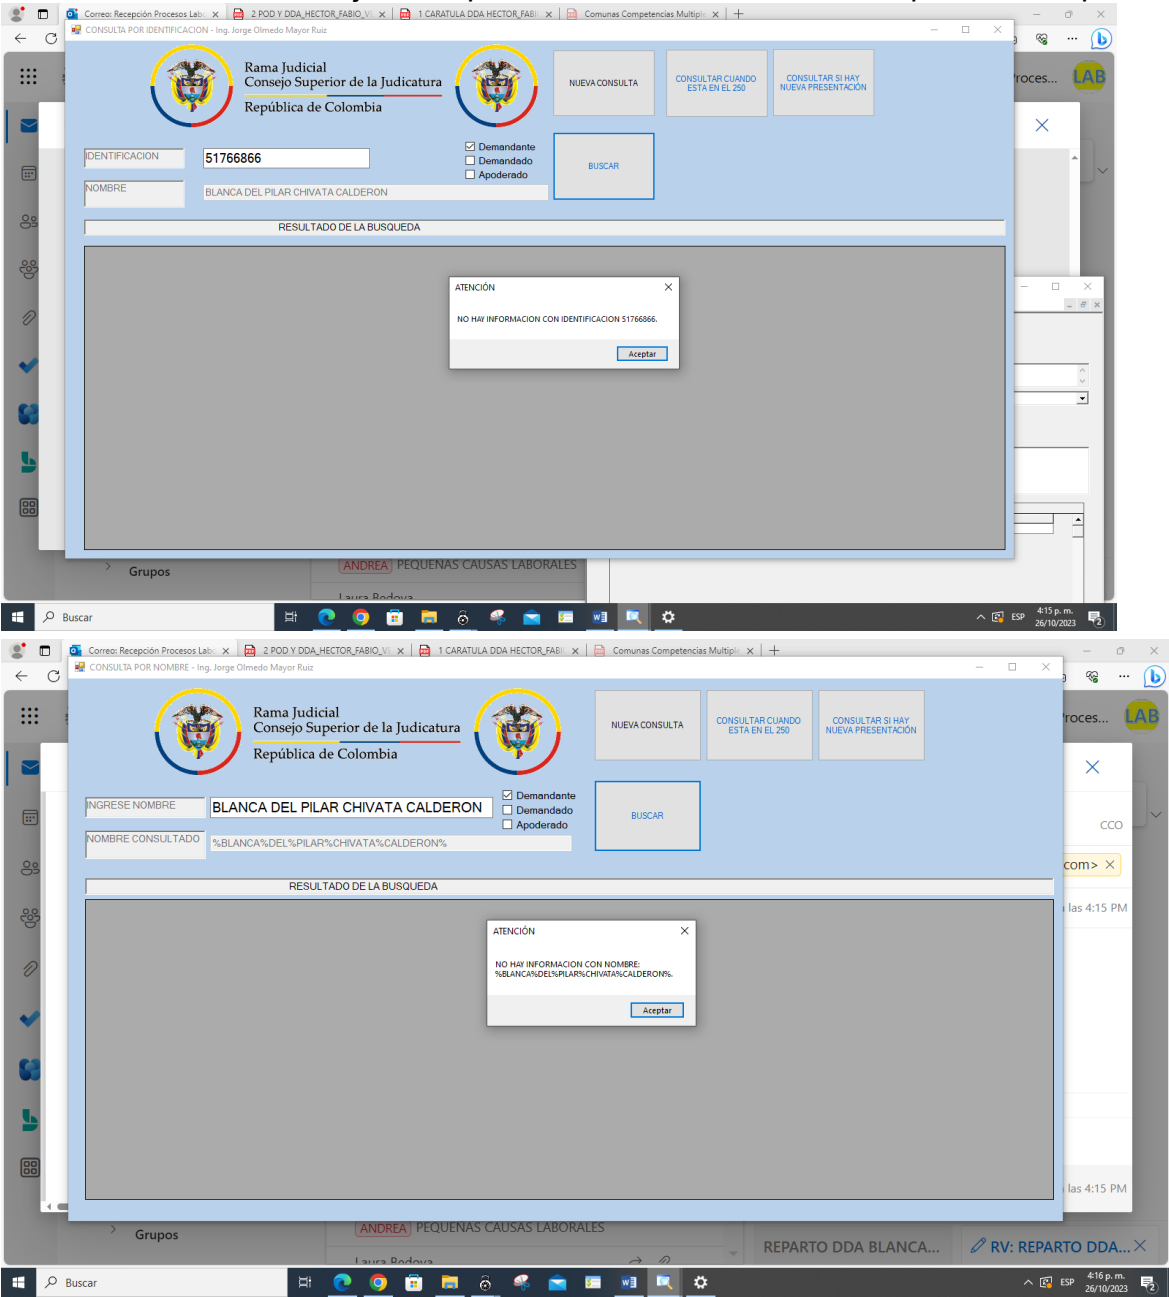 Correo: Recepción Procesos Lab
2 POD Y DDA_HECTOR_FABIO_V
1 CARATULA DDA HECTOR_FABI
Comunas Competencias Multiple
CONSULTA POR IDENTIFICACION - Ing. Jorge Olmedo Mayor Ruiz
Rama Judicial
Consejo Superior de la Judicatura
República de Colombia
NUEVA CONSULTA
CONSULTAR CUANDO
ESTA EN EL 250
CONSULTAR SI HAY
NUEVA PRESENTACIÓN
roces...
LAB
IDENTIFICACION
51766866
Demandante
Demandado
Apoderado
BUSCAR
NOMBRE
BLANCA DEL PILAR CHIVATA CALDERON
RESULTADO DE LA BUSQUEDA
ATENCIÓN
NO HAY INFORMACION CON IDENTIFICACION 51766866.
Aceptar
Grupos
ANDREA PEQUEÑAS CAUSAS LABORALES
Laura Bedoya
Buscar
ESP
4:15 p. m.
26/10/2023
Correo: Recepción Procesos Lab
2 POD Y DDA_HECTOR_FABIO_V
1 CARATULA DDA HECTOR_FABI
Comunas Competencias Multiple
CONSULTA POR NOMBRE - Ing. Jorge Olmedo Mayor Ruiz
Rama Judicial
Consejo Superior de la Judicatura
República de Colombia
NUEVA CONSULTA
CONSULTAR CUANDO
ESTA EN EL 250
CONSULTAR SI HAY
NUEVA PRESENTACIÓN
roces...
LAB
INGRESE NOMBRE
BLANCA DEL PILAR CHIVATA CALDERON
Demandante
Demandado
Apoderado
BUSCAR
CCO
NOMBRE CONSULTADO
%BLANCA%DEL%PILAR%CHIVATA%CALDERON%
com>
RESULTADO DE LA BUSQUEDA
las 4:15 PM
ATENCIÓN
NO HAY INFORMACION CON NOMBRE:
%BLANCA%DEL%PILAR%CHIVATA%CALDERON%.
Aceptar
las 4:15 PM
Grupos
ANDREA PEQUEÑAS CAUSAS LABORALES
Laura Bedoya
REPARTO DDA BLANCA...
RV: REPARTO DDA...
Buscar
ESP
4:16 p. m.
26/10/2023